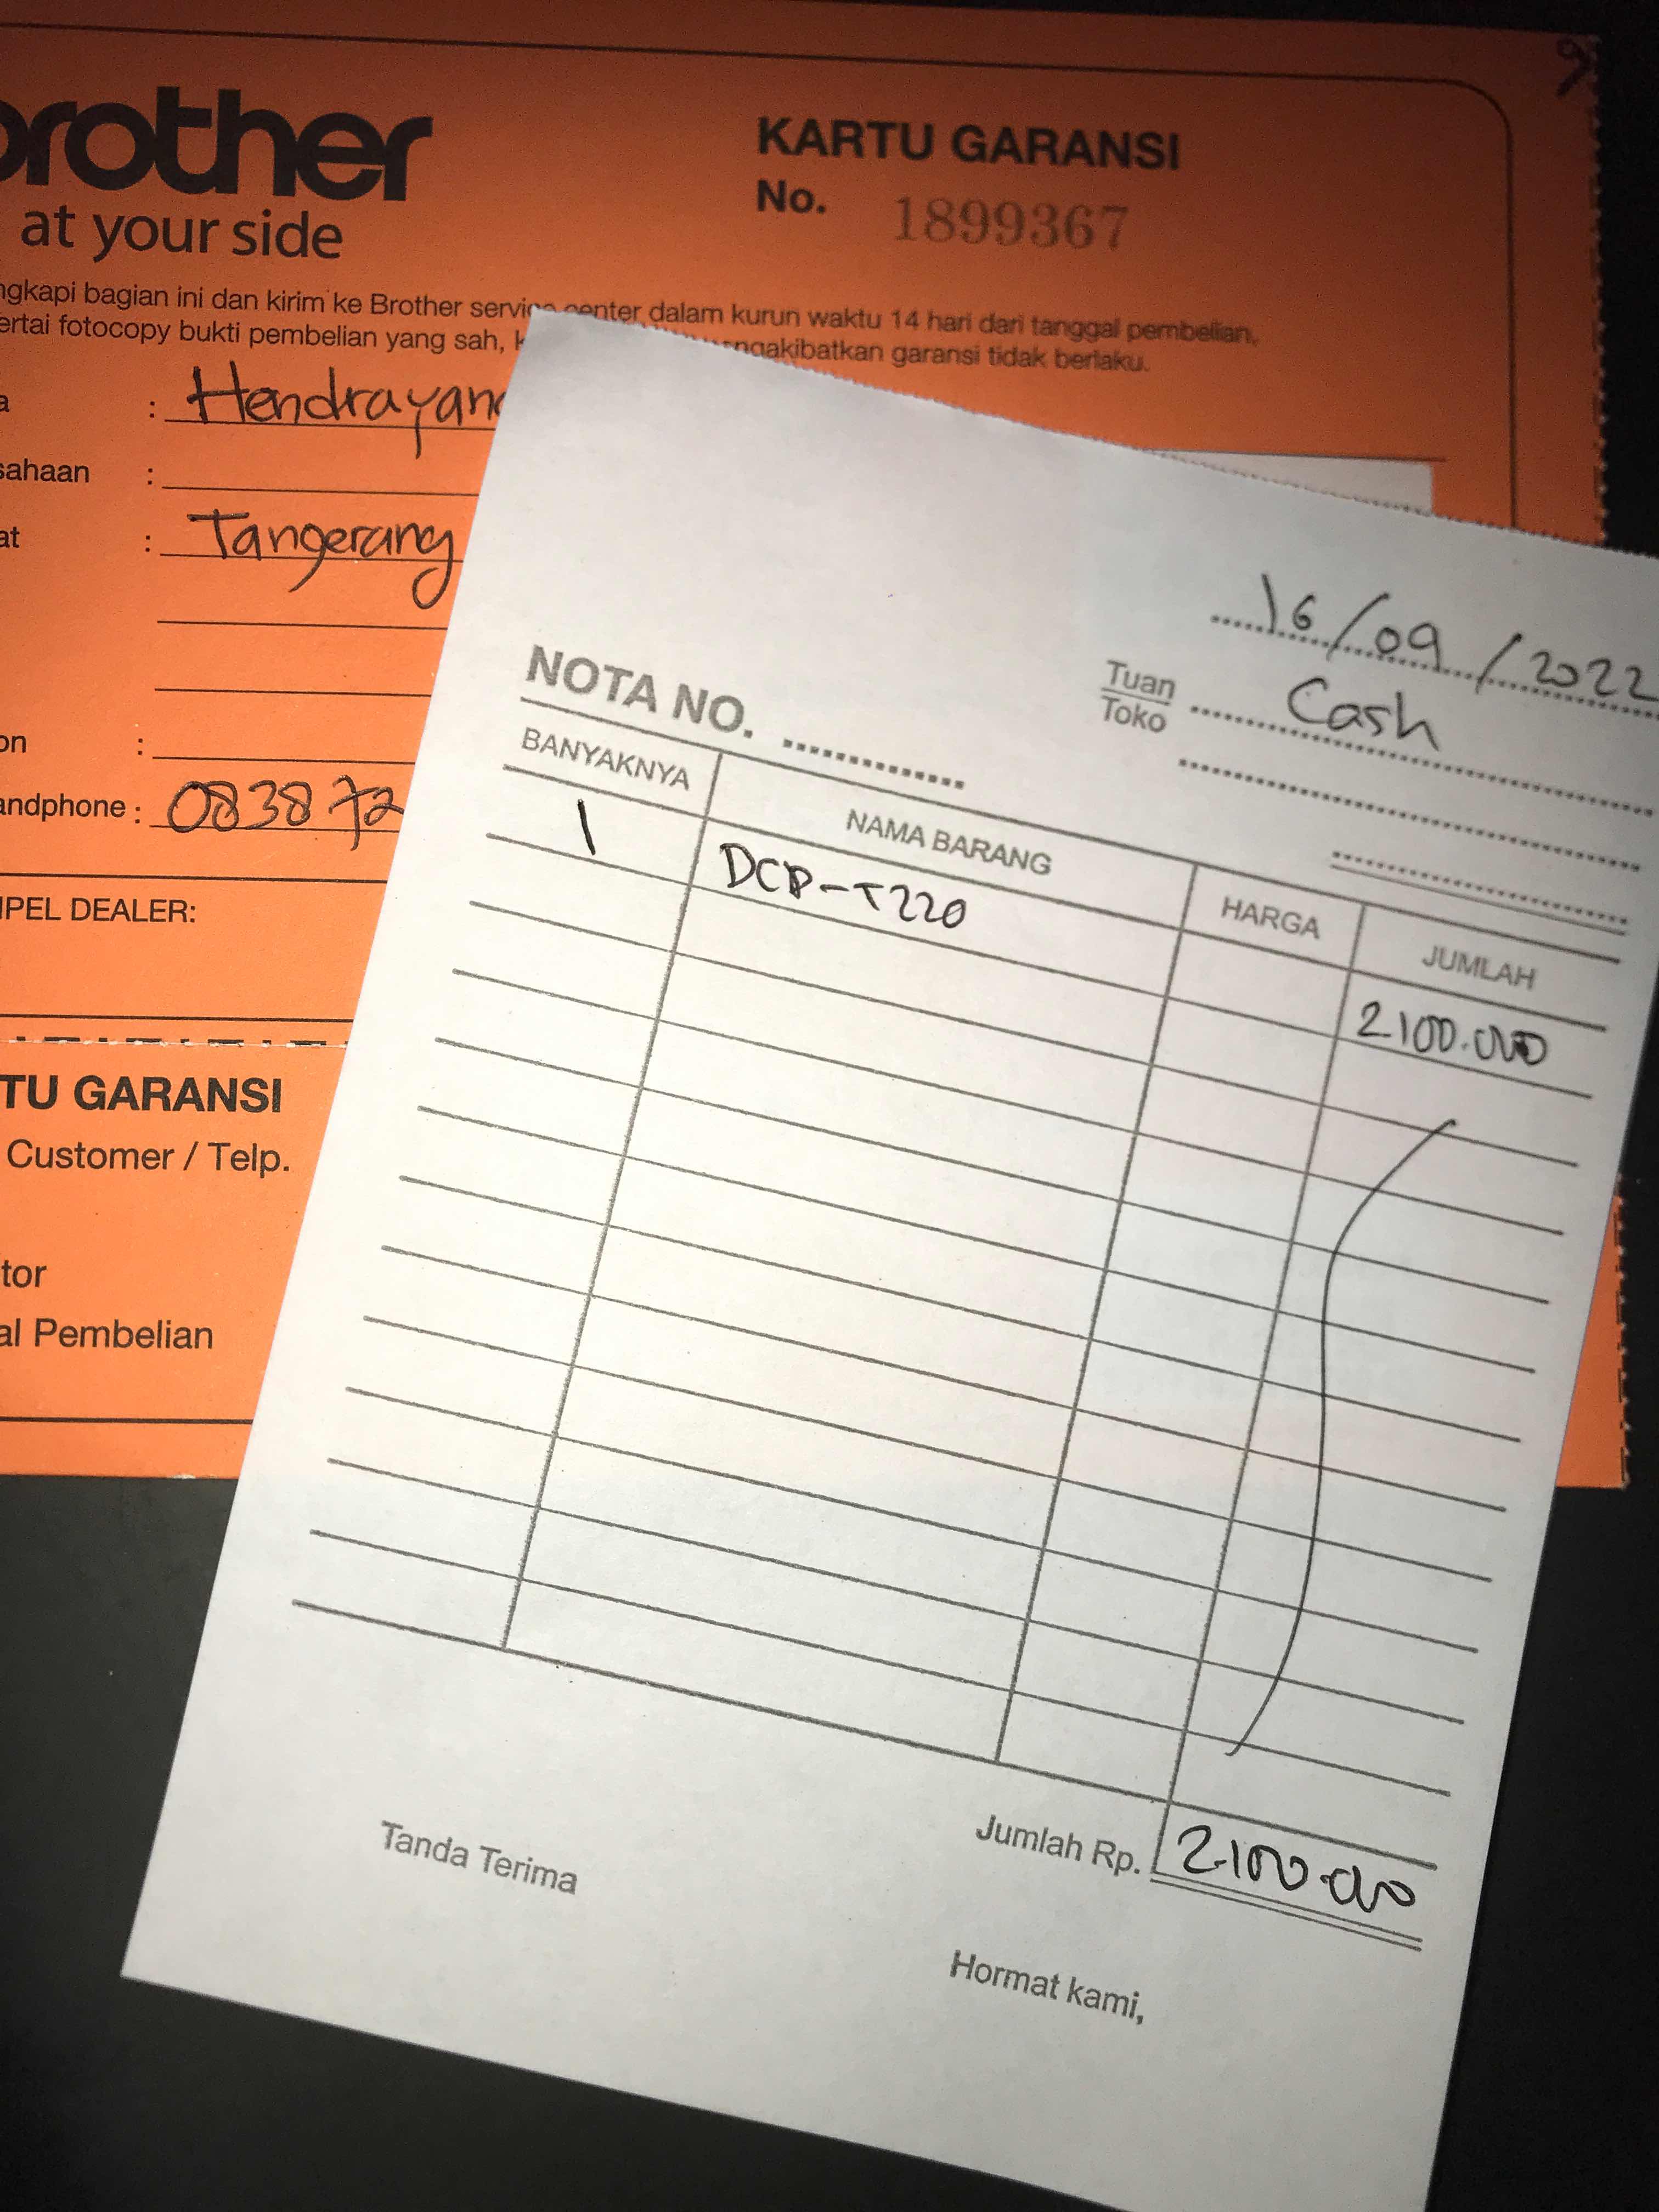 brother
at your side
KARTU GARANSI
No. 1899367
ngkapi bagian ini dan kirim ke Brother service center dalam kurun waktu 14 hari dari tanggal pembelian,
ertai fotocopy bukti pembelian yang sah, ngakibatkan garansi tidak berlaku.
a : Hendrayan
sahaan :
at : Tangerang
on :
andphone : 0838 72
PEL DEALER:
TU GARANSI
Customer / Telp.
tor
al Pembelian
16/09/2022
NOTA NO.
Tuan
Toko
Cash
BANYAKNYA NAMA BARANG HARGA JUMLAH
1 DCP-T220 2.100.000
Jumlah Rp. 2.100.000
Tanda Terima
Hormat kami,